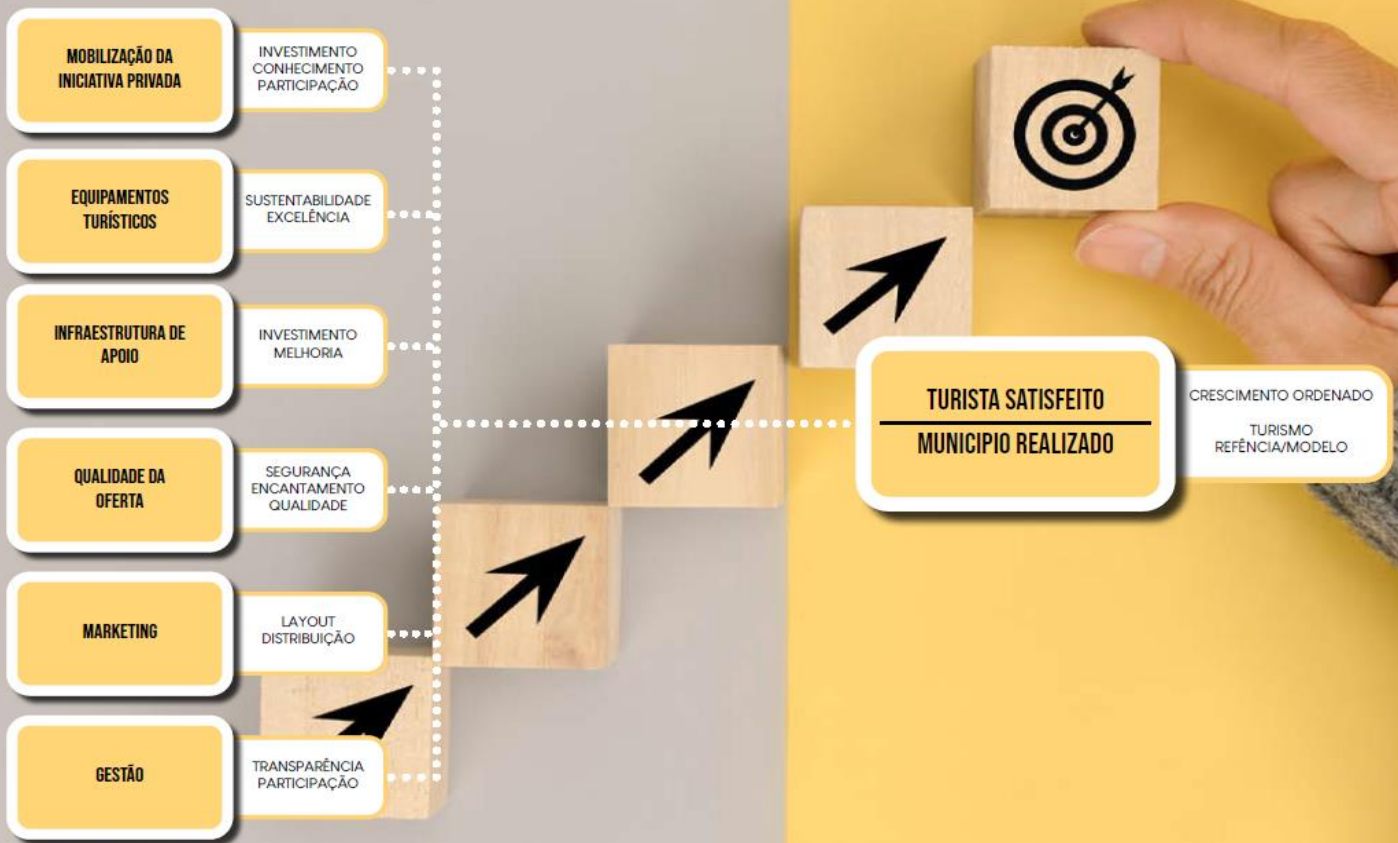 MOBILIZAÇÃO DA
INICIATIVA PRIVADA
INVESTIMENTO
CONHECIMENTO
PARTICIPAÇÃO
EQUIPAMENTOS
TURÍSTICOS
SUSTENTABILIDADE
EXCELÊNCIA
INFRAESTRUTURA DE
APOIO
INVESTIMENTO
MELHORIA
QUALIDADE DA
OFERTA
SEGURANÇA
ENCANTAMENTO
QUALIDADE
MARKETING
LAYOUT
DISTRIBUIÇÃO
GESTÃO
TRANSPARÊNCIA
PARTICIPAÇÃO
TURISTA SATISFEITO
MUNICIPIO REALIZADO
CRESCIMENTO ORDENADO
TURISMO
REFÊNCIA/MODELO